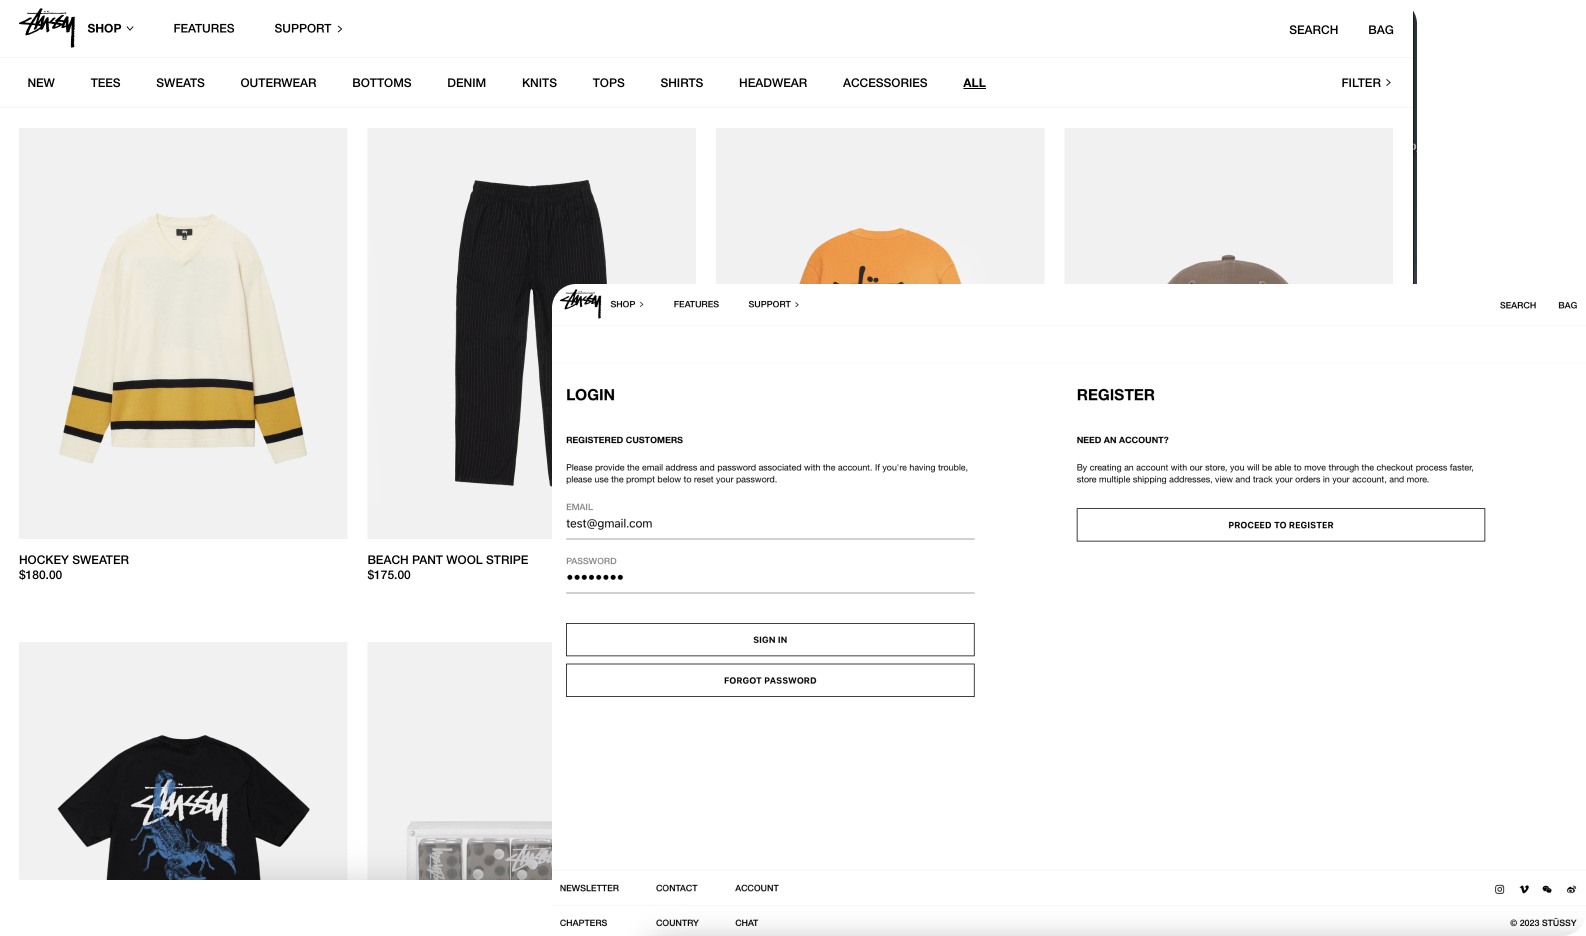 Stüssy
SHOP
FEATURES
SUPPORT
SEARCH
BAG
NEW
TEES
SWEATS
OUTERWEAR
BOTTOMS
DENIM
KNITS
TOPS
SHIRTS
HEADWEAR
ACCESSORIES
ALL
FILTER
HOCKEY SWEATER
$180.00
BEACH PANT WOOL STRIPE
$175.00
Stüssy
Stüssy
SHOP
FEATURES
SUPPORT
SEARCH
BAG
LOGIN
REGISTERED CUSTOMERS
Please provide the email address and password associated with the account. If you're having trouble,
please use the prompt below to reset your password.
EMAIL
test@gmail.com
PASSWORD
••••••••
SIGN IN
FORGOT PASSWORD
REGISTER
NEED AN ACCOUNT?
By creating an account with our store, you will be able to move through the checkout process faster,
store multiple shipping addresses, view and track your orders in your account, and more.
PROCEED TO REGISTER
NEWSLETTER
CONTACT
ACCOUNT
CHAPTERS
COUNTRY
CHAT
© 2023 STÜSSY